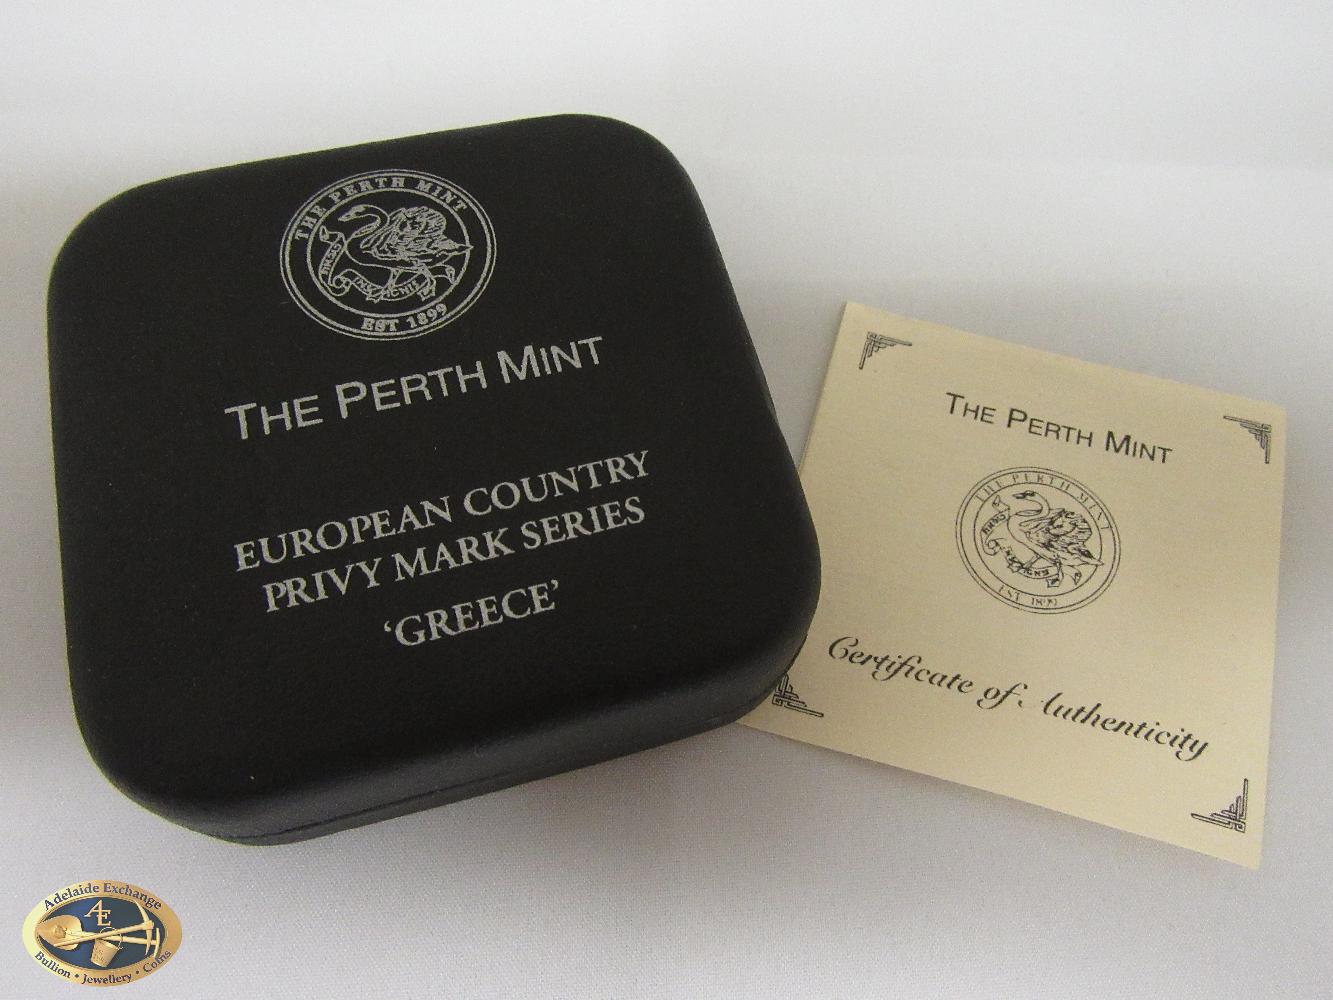 THE PERTH MINT
EST 1899
THE PERTH MINT
EUROPEAN COUNTRY
PRIVY MARK SERIES
‘GREECE’
THE PERTH MINT
THE PERTH MINT
EST 1899
Certificate of Authenticity
Adelaide Exchange
AE
Bullion • Jewellery • Coins